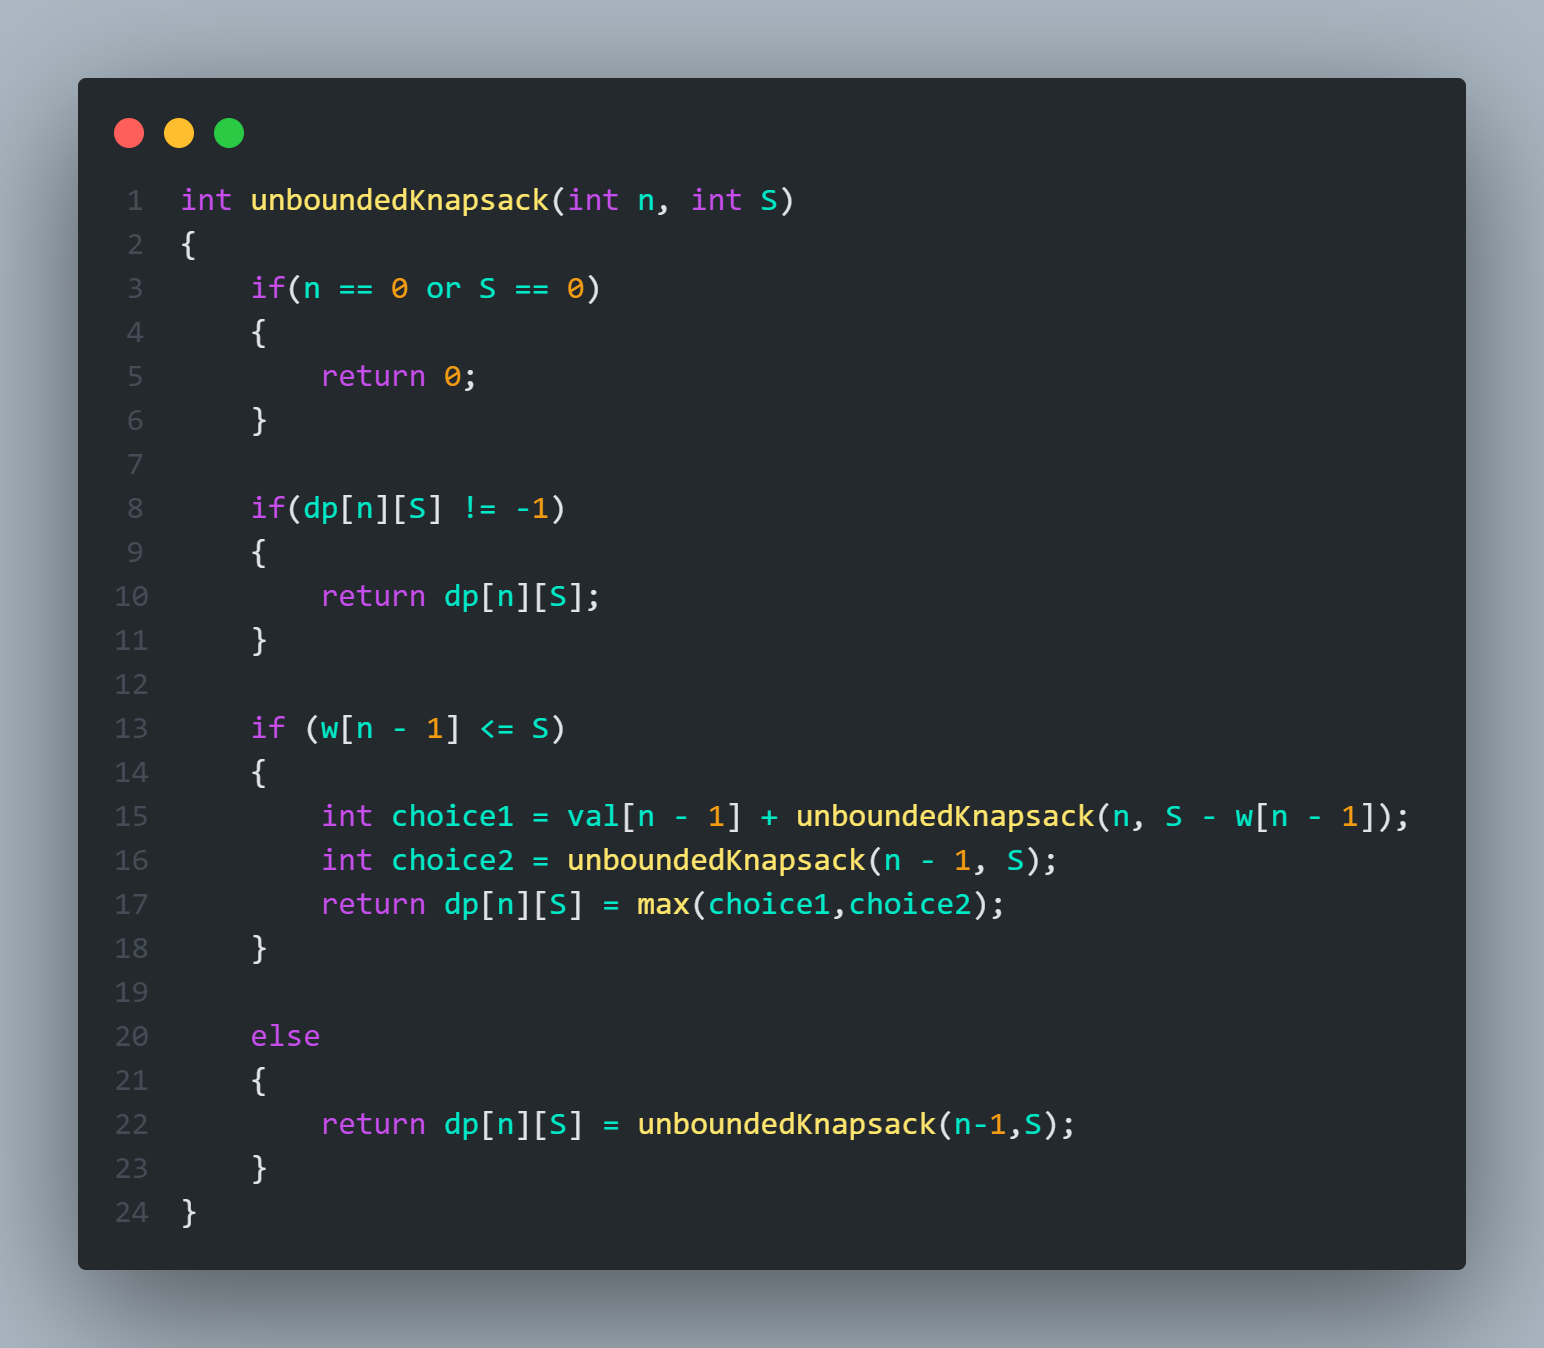 1 int unboundedKnapsack(int n, int S)
2 {
3     if(n == 0 or S == 0)
4     {
5         return 0;
6     }
7
8     if(dp[n][S] != -1)
9     {
10         return dp[n][S];
11     }
12
13     if (w[n - 1] <= S)
14     {
15         int choice1 = val[n - 1] + unboundedKnapsack(n, S - w[n - 1]);
16         int choice2 = unboundedKnapsack(n - 1, S);
17         return dp[n][S] = max(choice1,choice2);
18     }
19
20     else
21     {
22         return dp[n][S] = unboundedKnapsack(n-1,S);
23     }
24 }